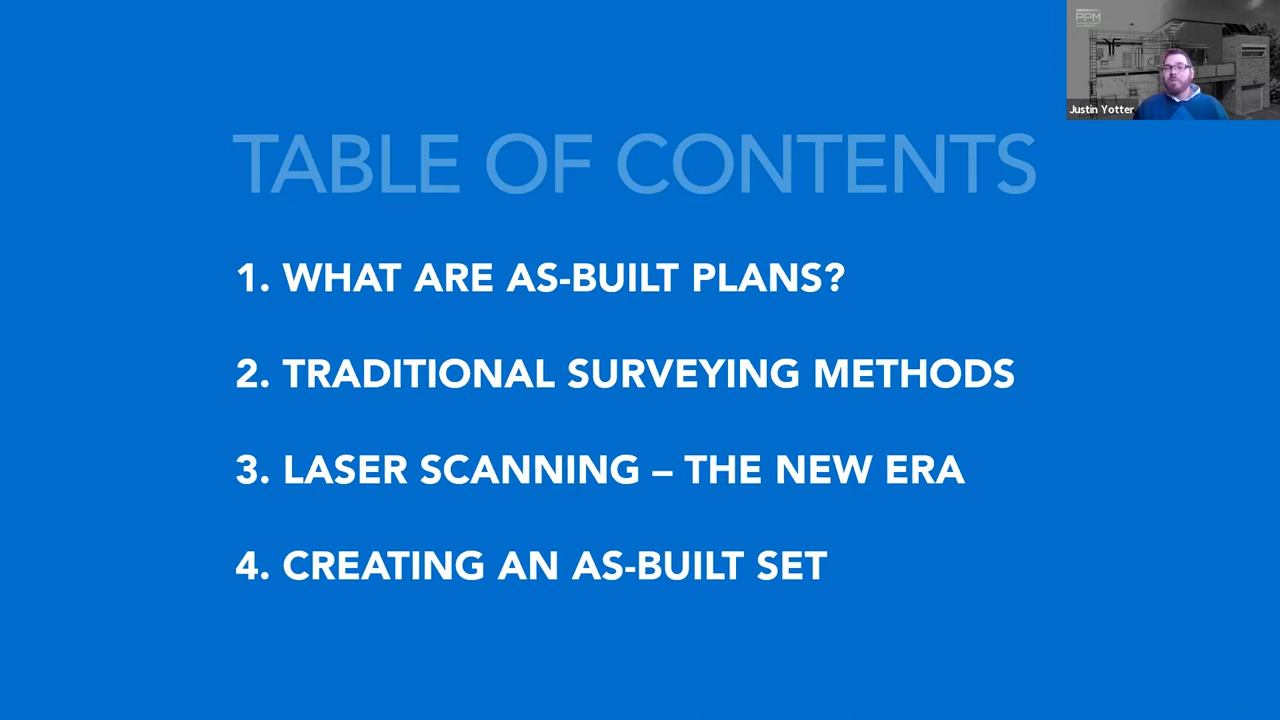 PPM
Justin Yotter
TABLE OF CONTENTS
1. WHAT ARE AS-BUILT PLANS?
2. TRADITIONAL SURVEYING METHODS
3. LASER SCANNING – THE NEW ERA
4. CREATING AN AS-BUILT SET